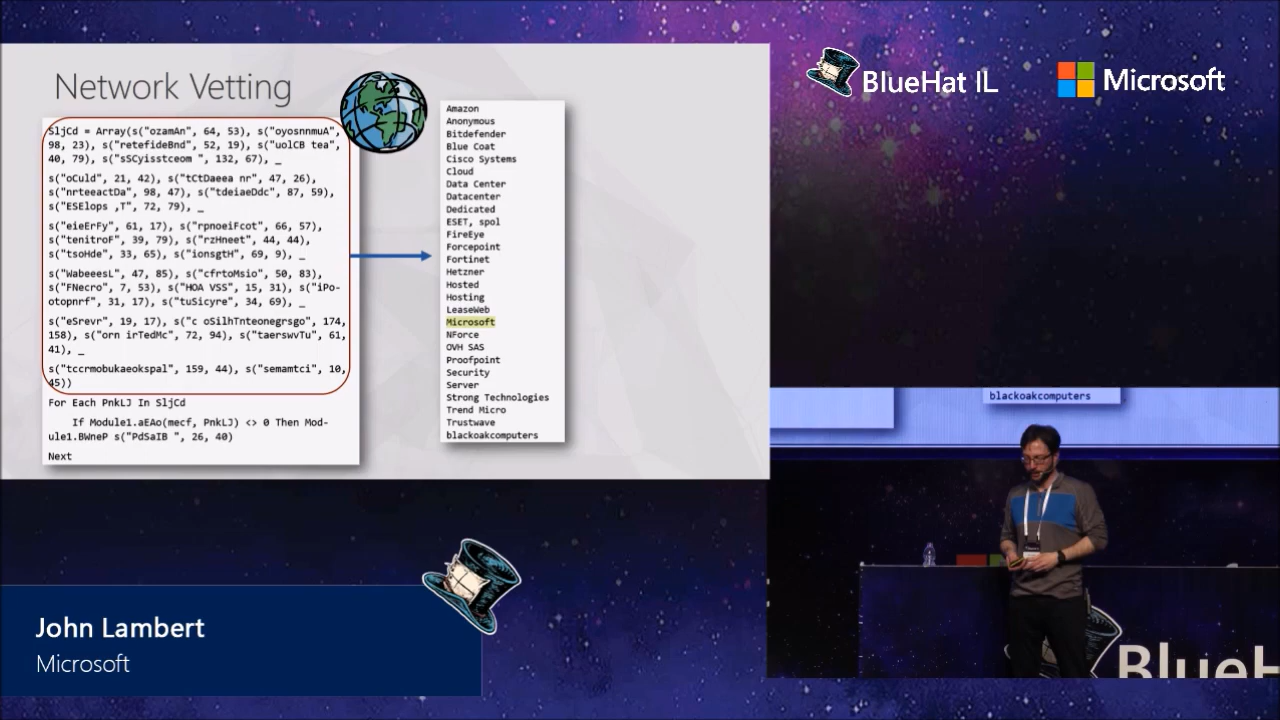 Network Vetting
SljCd = Array(s("ozamAn", 64, 53), s("oyosnnmuA",
98, 23), s("retefideBnd", 52, 19), s("uolCB tea",
40, 79), s("sSCyisstceom ", 132, 67), _
s("oCuld", 21, 42), s("tCtDaeea nr", 47, 26),
s("nrteeactDa", 98, 47), s("tdeiaeDdc", 87, 59),
s("ESElops ,T", 72, 79), _
s("eieErFy", 61, 17), s("rpnoeiFcot", 66, 57),
s("tenitroF", 39, 79), s("rzHneet", 44, 44),
s("tsoHde", 33, 65), s("ionsgtH", 69, 9), _
s("WabeeesL", 47, 85), s("cfrtoMsio", 50, 83),
s("FNecro", 7, 53), s("HOA VSS", 15, 31), s("iPo-
otopnrf", 31, 17), s("tuSicyre", 34, 69), _
s("eSrevr", 19, 17), s("c oSilhTnteonegrsgo", 174,
158), s("orn irTedMc", 72, 94), s("taerswvTu", 61,
41), _
s("tccrmobukaeokspal", 159, 44), s("semamtci", 10,
45))
For Each PnkLJ In SljCd
If Module1.aEAo(mecf, PnkLJ) <> 0 Then Mod-
ule1.BWneP s("PdSaIB ", 26, 40)
Next
Amazon
Anonymous
Bitdefender
Blue Coat
Cisco Systems
Cloud
Data Center
Datacenter
Dedicated
ESET, spol
FireEye
Forcepoint
Fortinet
Hetzner
Hosted
Hosting
LeaseWeb
Microsoft
NForce
OVH SAS
Proofpoint
Security
Server
Strong Technologies
Trend Micro
Trustwave
blackoakcomputers
BlueHat IL
Microsoft
blackoakcomputers
BlueH
John Lambert
Microsoft